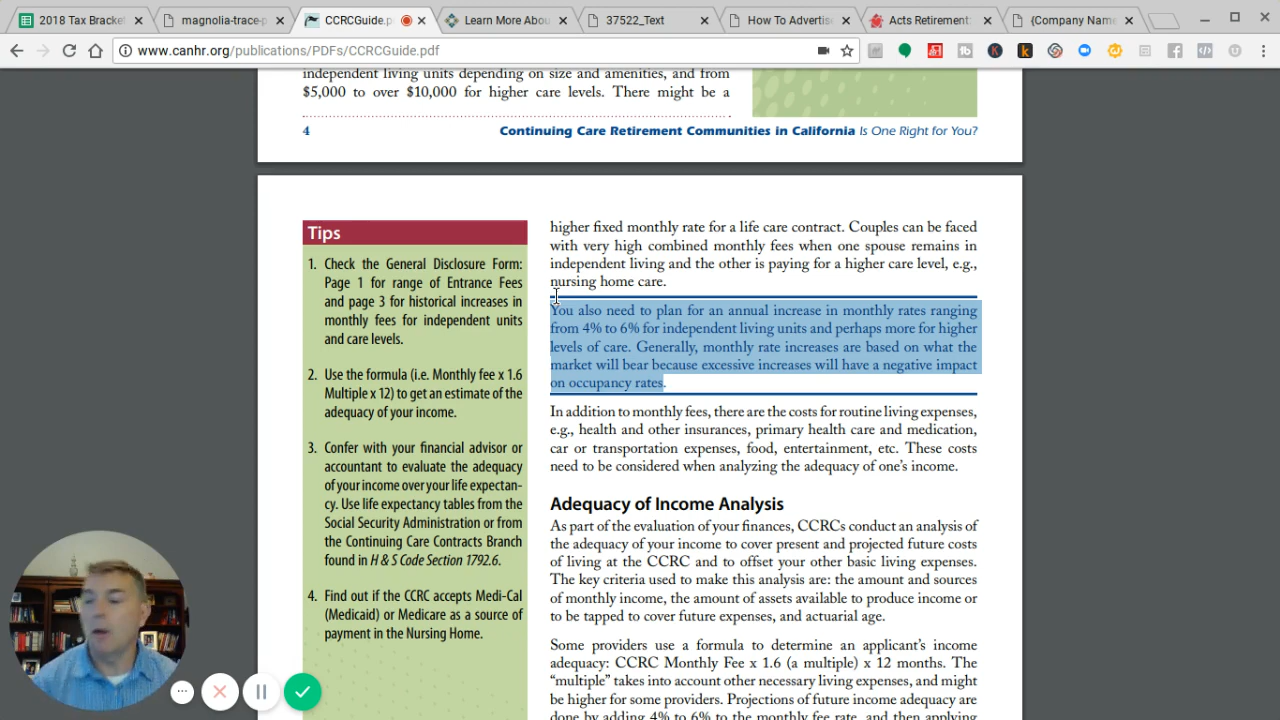 2018 Tax Bracket
magnolia-trace-p
CCRCGuide.p
Learn More Abou
37522_Text
How To Advertise
Acts Retirement
{Company Name
www.canhr.org/publications/PDFs/CCRCGuide.pdf
independent living units depending on size and amenities, and from
$5,000 to over $10,000 for higher care levels. There might be a
4 Continuing Care Retirement Communities in California Is One Right for You?
Tips
1. Check the General Disclosure Form:
Page 1 for range of Entrance Fees
and page 3 for historical increases in
monthly fees for independent units
and care levels.
2. Use the formula (i.e. Monthly fee x 1.6
Multiple x 12) to get an estimate of the
adequacy of your income.
3. Confer with your financial advisor or
accountant to evaluate the adequacy
of your income over your life expectan-
cy. Use life expectancy tables from the
Social Security Administration or from
the Continuing Care Contracts Branch
found in H & S Code Section 1792.6.
4. Find out if the CCRC accepts Medi-Cal
(Medicaid) or Medicare as a source of
payment in the Nursing Home.
higher fixed monthly rate for a life care contract. Couples can be faced
with very high combined monthly fees when one spouse remains in
independent living and the other is paying for a higher care level, e.g.,
nursing home care.
You also need to plan for an annual increase in monthly rates ranging
from 4% to 6% for independent living units and perhaps more for higher
levels of care. Generally, monthly rate increases are based on what the
market will bear because excessive increases will have a negative impact
on occupancy rates.
In addition to monthly fees, there are the costs for routine living expenses,
e.g., health and other insurances, primary health care and medication,
car or transportation expenses, food, entertainment, etc. These costs
need to be considered when analyzing the adequacy of one's income.
Adequacy of Income Analysis
As part of the evaluation of your finances, CCRCs conduct an analysis of
the adequacy of your income to cover present and projected future costs
of living at the CCRC and to offset your other basic living expenses.
The key criteria used to make this analysis are: the amount and sources
of monthly income, the amount of assets available to produce income or
to be tapped to cover future expenses, and actuarial age.
Some providers use a formula to determine an applicant's income
adequacy: CCRC Monthly Fee x 1.6 (a multiple) x 12 months. The
"multiple" takes into account other necessary living expenses, and might
be higher for some providers. Projections of future income adequacy are
done by adding 4% to 6% to the monthly fee rate, and then applying